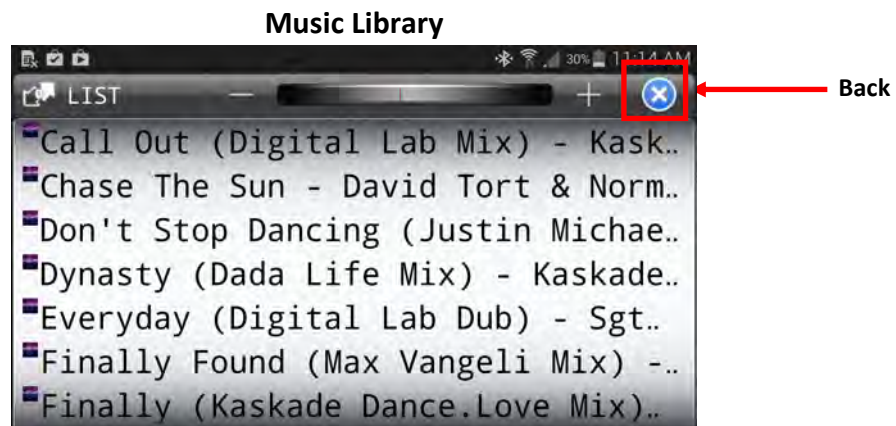 Music Library
30% 11:14 AM
LIST − +
Back
Call Out (Digital Lab Mix) - Kask..
Chase The Sun - David Tort & Norm..
Don't Stop Dancing (Justin Michae..
Dynasty (Dada Life Mix) - Kaskade..
Everyday (Digital Lab Dub) - Sgt..
Finally Found (Max Vangeli Mix) -..
Finally (Kaskade Dance.Love Mix)..